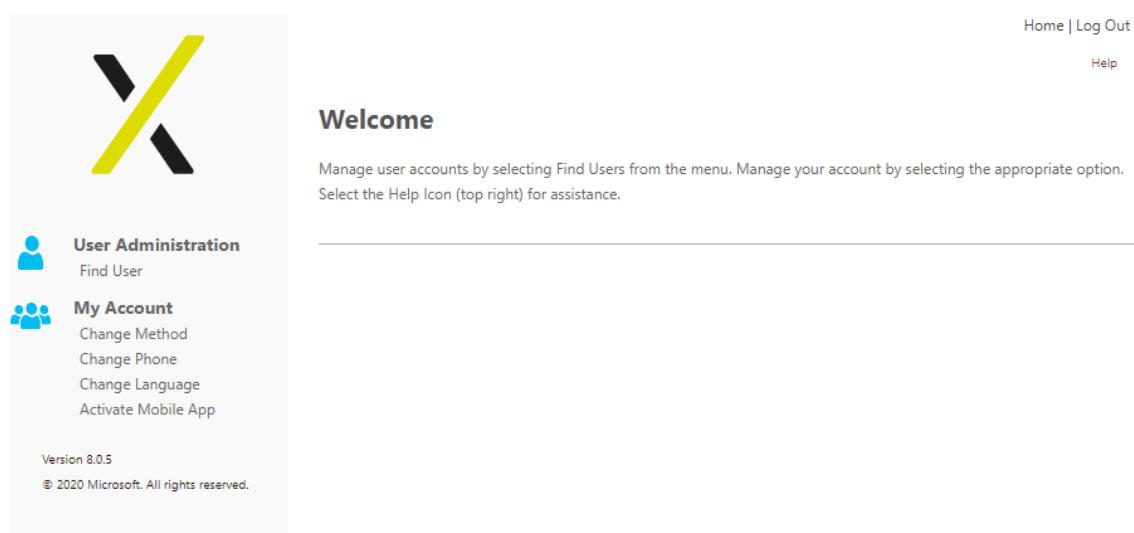 Home | Log Out
Help
Welcome
Manage user accounts by selecting Find Users from the menu. Manage your account by selecting the appropriate option.
Select the Help Icon (top right) for assistance.
User Administration
Find User
My Account
Change Method
Change Phone
Change Language
Activate Mobile App
Version 8.0.5
© 2020 Microsoft. All rights reserved.